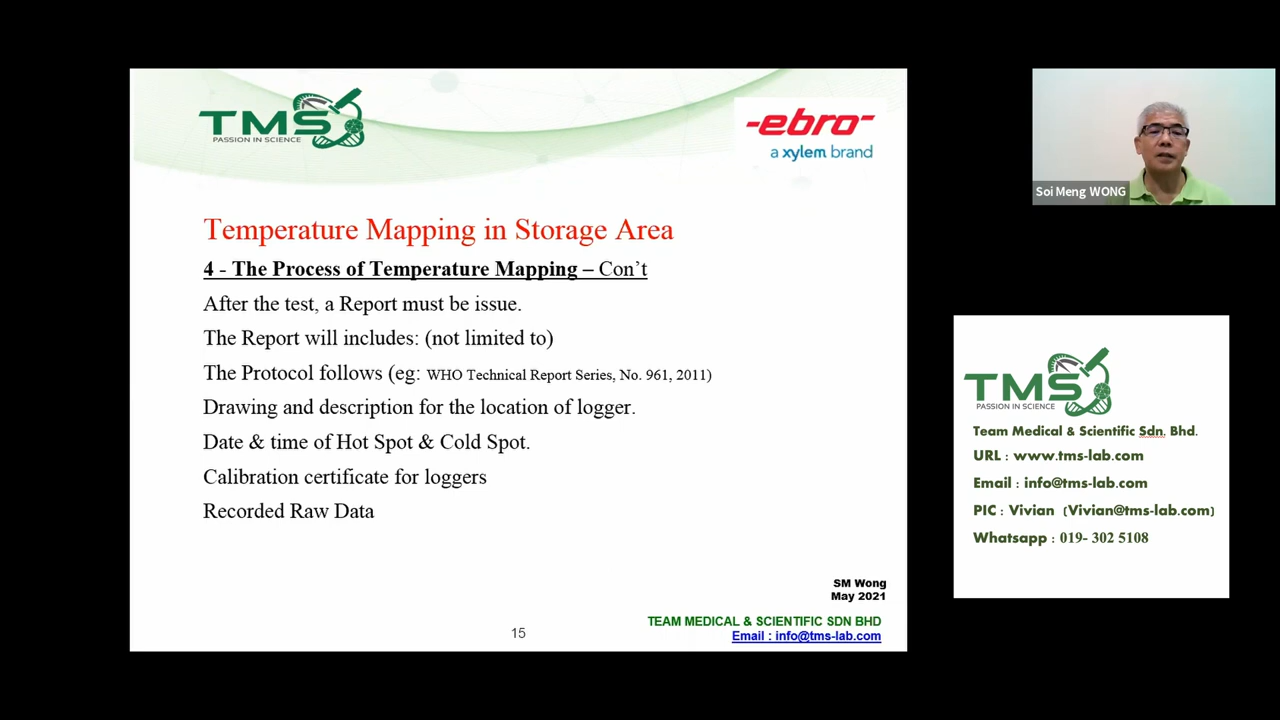 TMS
PASSION IN SCIENCE
-ebro-
a xylem brand
Temperature Mapping in Storage Area
4 - The Process of Temperature Mapping – Con't
After the test, a Report must be issue.
The Report will includes: (not limited to)
The Protocol follows (eg: WHO Technical Report Series, No. 961, 2011)
Drawing and description for the location of logger.
Date & time of Hot Spot & Cold Spot.
Calibration certificate for loggers
Recorded Raw Data
SM Wong
May 2021
TEAM MEDICAL & SCIENTIFIC SDN BHD
Email : info@tms-lab.com
15
Soi Meng WONG
TMS
PASSION IN SCIENCE
Team Medical & Scientific Sdn. Bhd.
URL : www.tms-lab.com
Email : info@tms-lab.com
PIC : Vivian (Vivian@tms-lab.com)
Whatsapp : 019- 302 5108